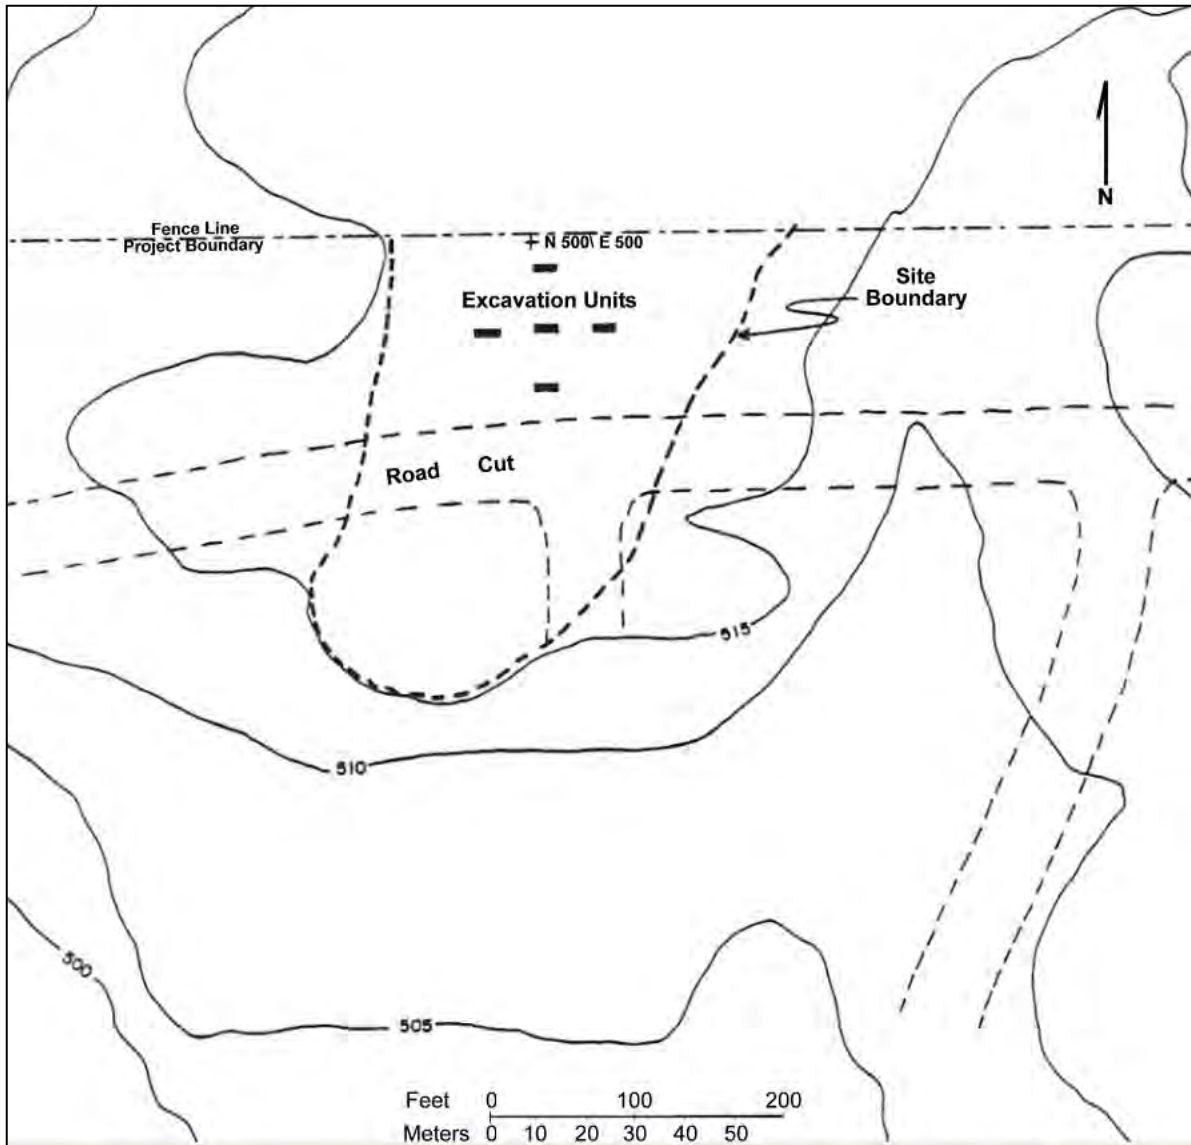 N
Fence Line
Project Boundary
N 500\ E 500
Site
Boundary
Excavation Units
Road Cut
515
510
500
505
Feet 0 100 200
Meters 0 10 20 30 40 50